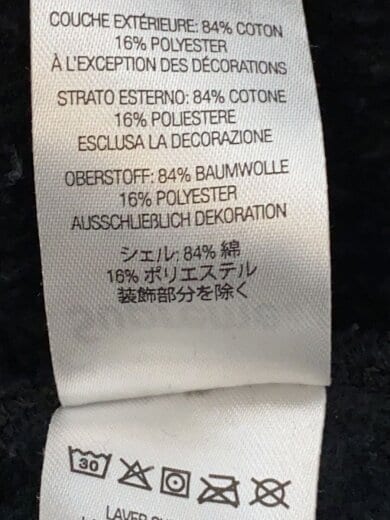 COUCHE EXTÉRIEURE: 84% COTON
16% POLYESTER
À L'EXCEPTION DES DÉCORATIONS
STRATO ESTERNO: 84% COTONE
16% POLIESTERE
ESCLUSA LA DECORAZIONE
OBERSTOFF: 84% BAUMWOLLE
16% POLYESTER
AUSSCHLIEßLICH DEKORATION
シェル: 84% 綿
16% ポリエステル
装飾部分を除く
30
LAVER